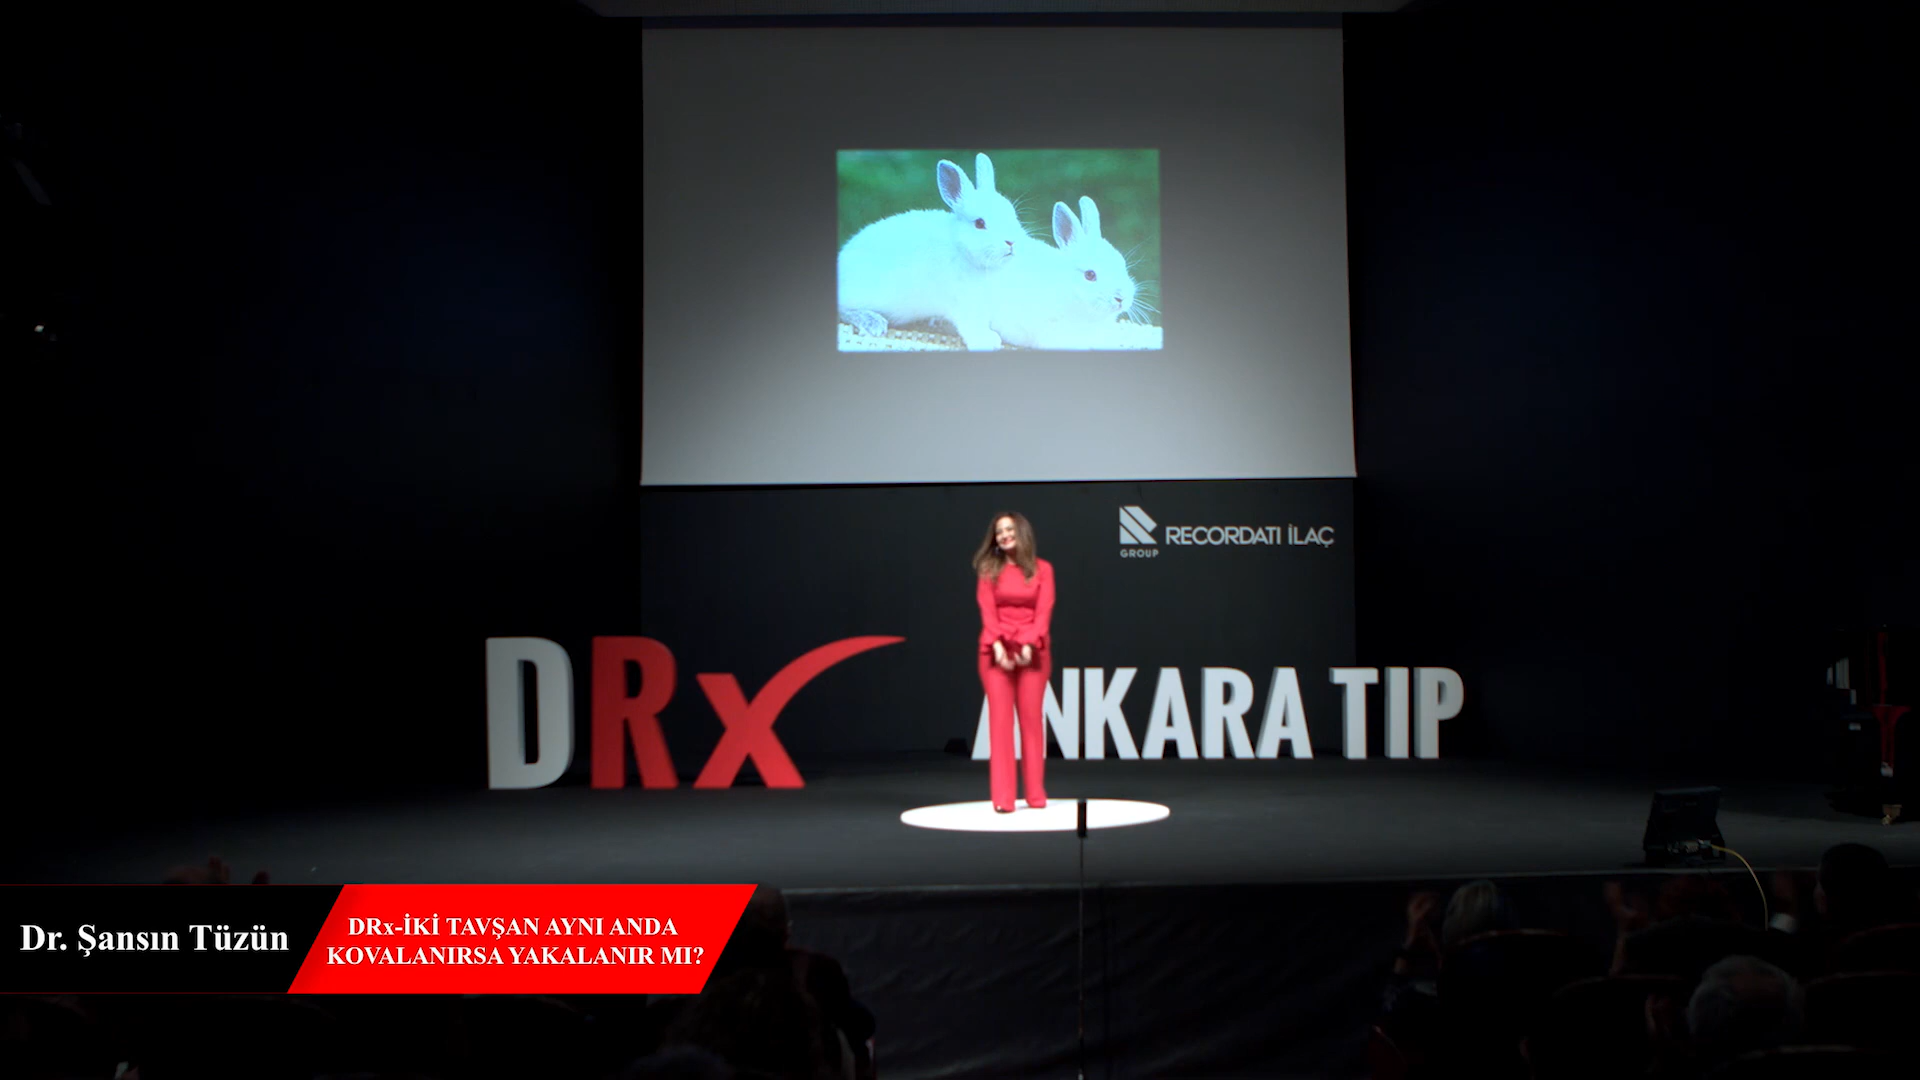 GROUP
RECORDATI İLAÇ
DRx
ANKARA TIP
Dr. Şansın Tüzün
DRx-İKİ TAVŞAN AYNI ANDA
KOVALANIRSA YAKALANIR MI?